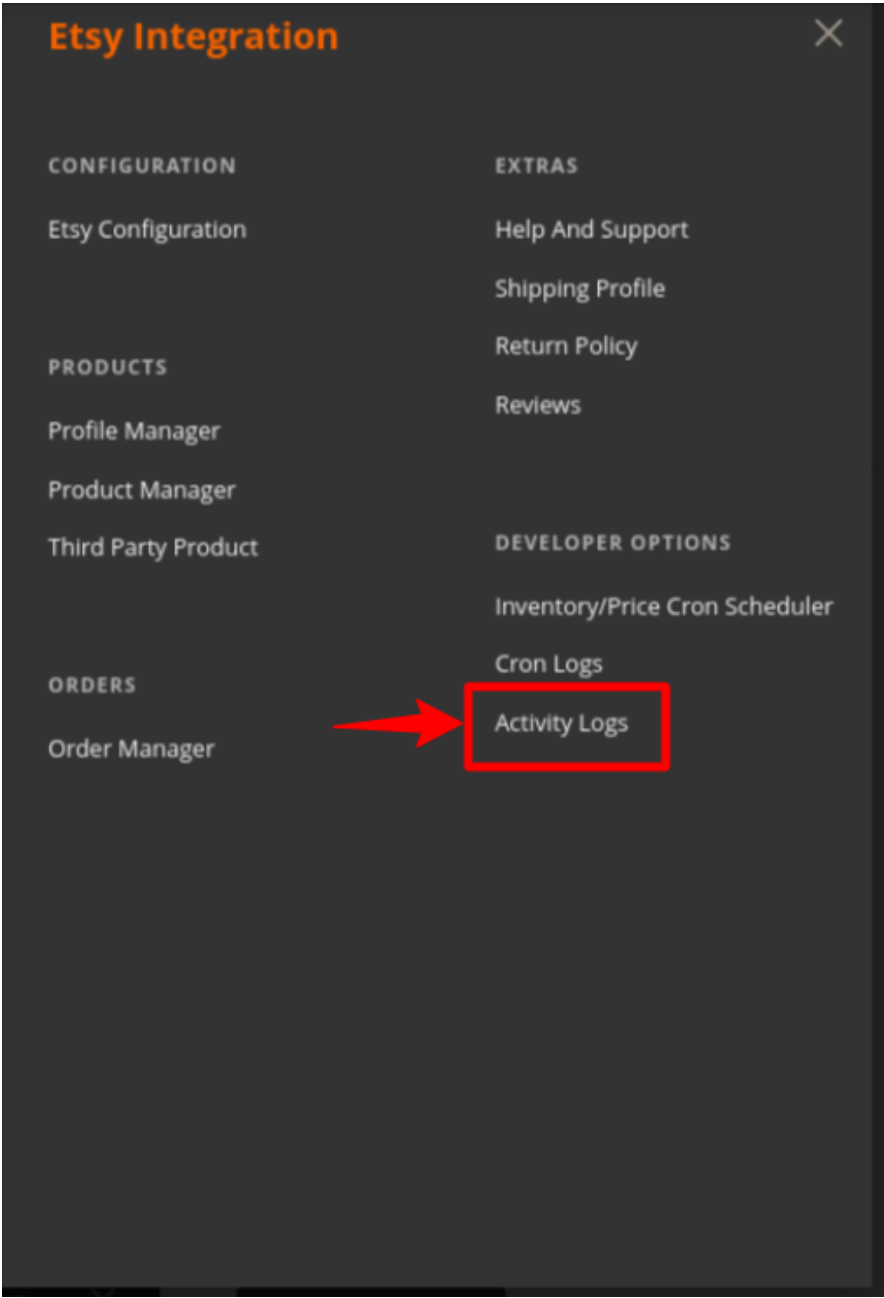 Etsy Integration
CONFIGURATION
Etsy Configuration
PRODUCTS
Profile Manager
Product Manager
Third Party Product
ORDERS
Order Manager
EXTRAS
Help And Support
Shipping Profile
Return Policy
Reviews
DEVELOPER OPTIONS
Inventory/Price Cron Scheduler
Cron Logs
Activity Logs